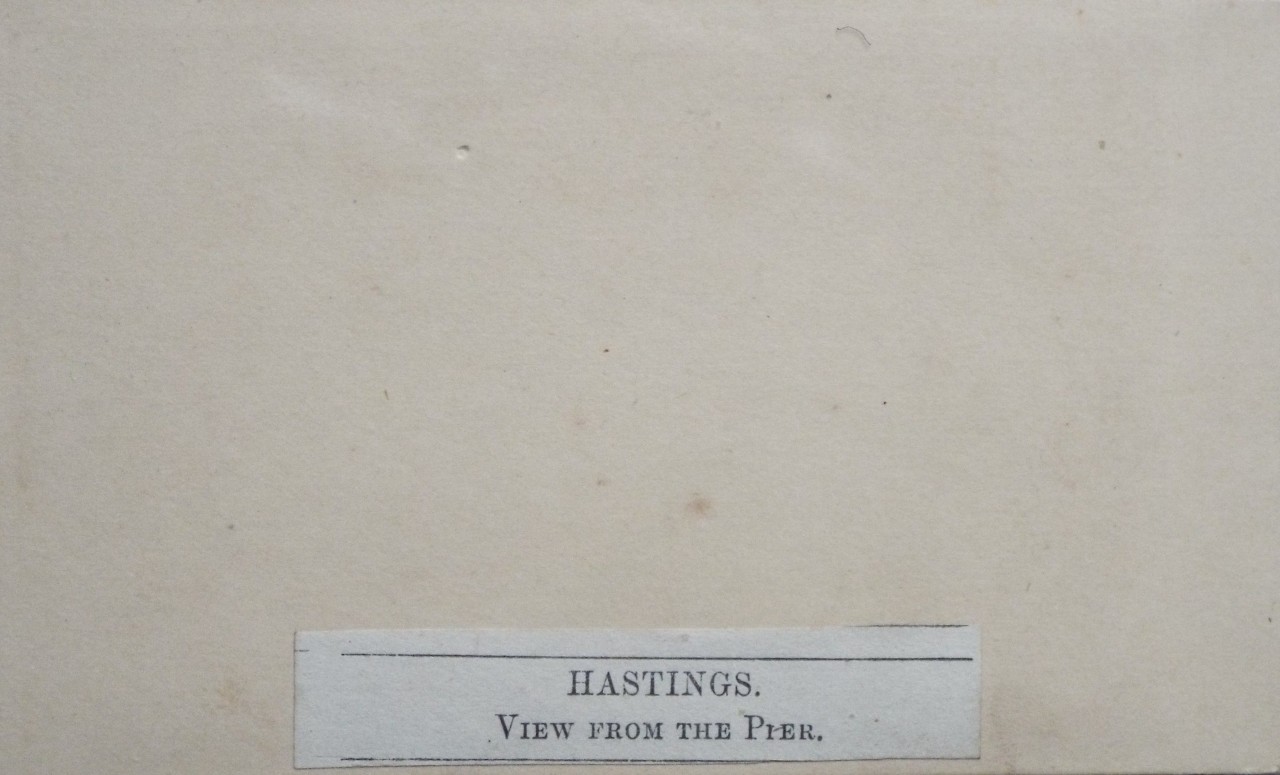 HASTINGS.
VIEW FROM THE PIER.